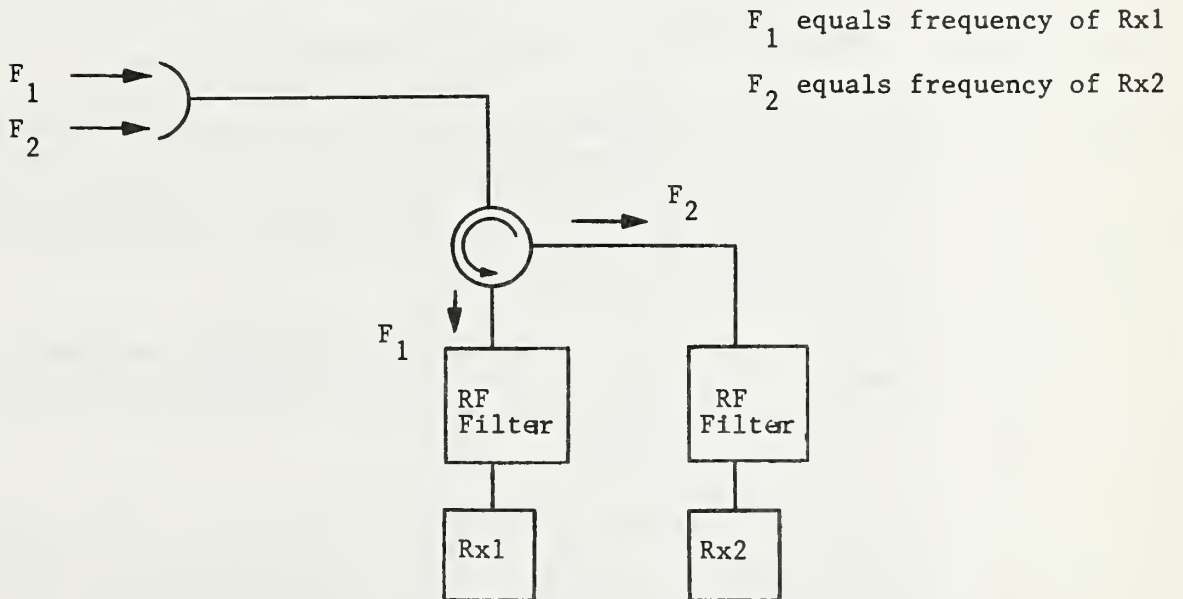 F1 equals frequency of Rx1
F1
F2 equals frequency of Rx2
F2
F2
F1
RF
Filter
RF
Filter
Rx1
Rx2